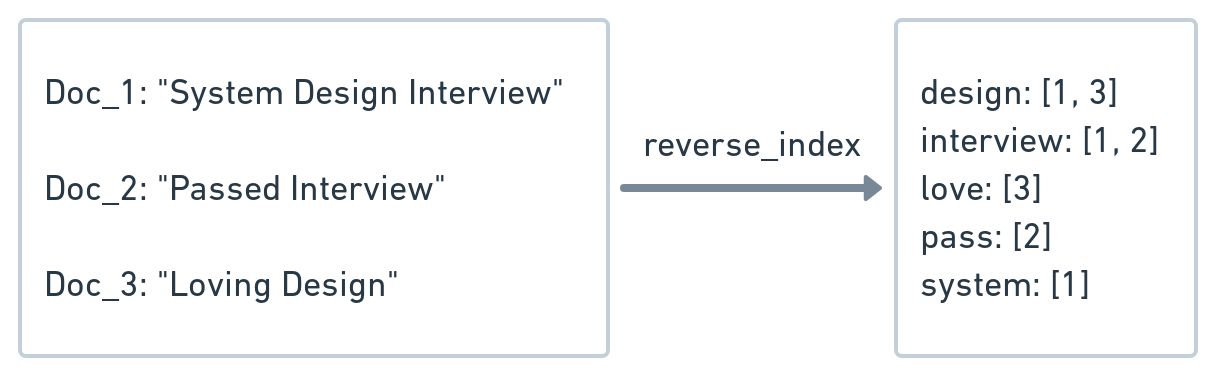 Doc_1: "System Design Interview"
Doc_2: "Passed Interview"
Doc_3: "Loving Design"
reverse_index
design: [1, 3]
interview: [1, 2]
love: [3]
pass: [2]
system: [1]